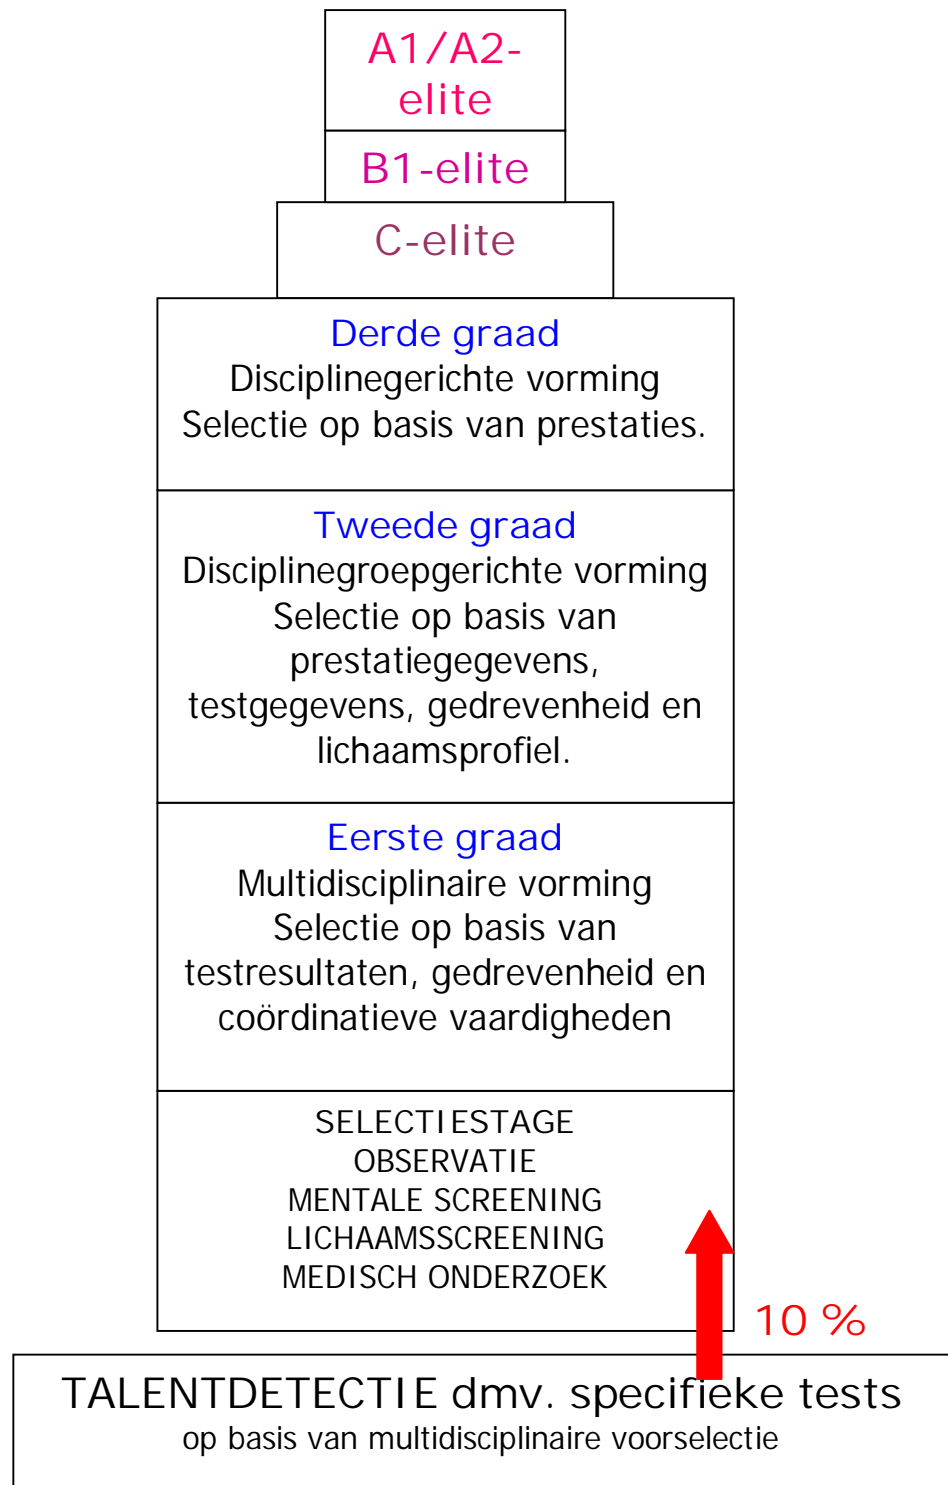 A1/A2-
elite
B1-elite
C-elite
Derde graad
Disciplinegerichte vorming
Selectie op basis van prestaties.
Tweede graad
Disciplinegroepgerichte vorming
Selectie op basis van
prestatiegegevens,
testgegevens, gedrevenheid en
lichaamsprofiel.
Eerste graad
Multidisciplinaire vorming
Selectie op basis van
testresultaten, gedrevenheid en
coördinatieve vaardigheden
SELECTIESTAGE
OBSERVATIE
MENTALE SCREENING
LICHAAMSSCREENING
MEDISCH ONDERZOEK
10 %
TALENTDETECTIE dmv. specifieke tests
op basis van multidisciplinaire voorselectie